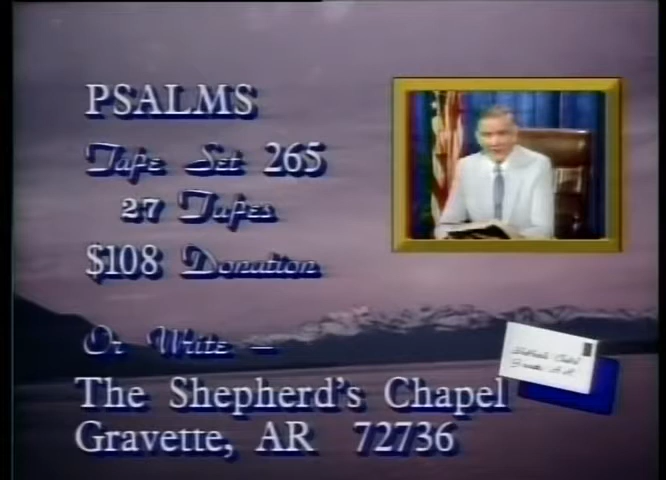 PSALMS
Tape Set 265
27 Tapes
$108 Donation
Or Write –
The Shepherd's Chapel
Gravette, AR 72736